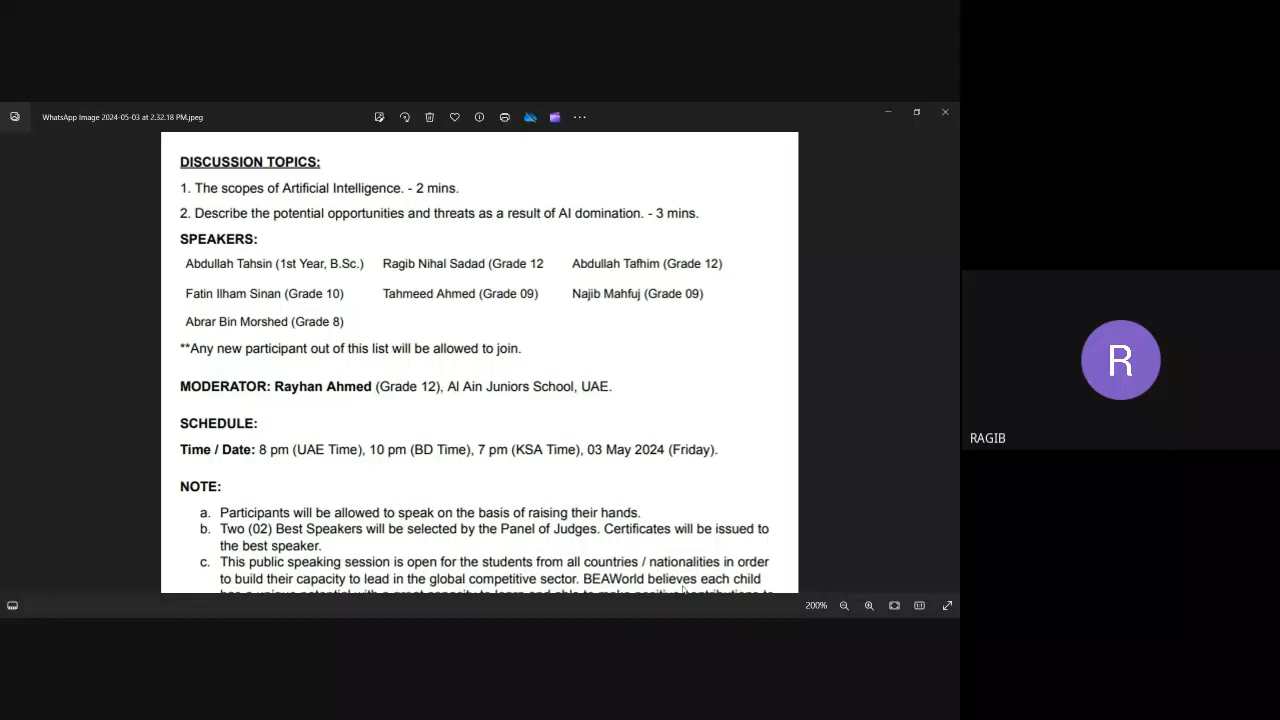 WhatsApp Image 2024-05-03 at 2.32.18 PM.jpeg
DISCUSSION TOPICS:
1. The scopes of Artificial Intelligence. - 2 mins.
2. Describe the potential opportunities and threats as a result of AI domination. - 3 mins.
SPEAKERS:
Abdullah Tahsin (1st Year, B.Sc.) Ragib Nihal Sadad (Grade 12 Abdullah Tafhim (Grade 12)
Fatin Ilham Sinan (Grade 10) Tahmeed Ahmed (Grade 09) Najib Mahfuj (Grade 09)
Abrar Bin Morshed (Grade 8)
**Any new participant out of this list will be allowed to join.
MODERATOR: Rayhan Ahmed (Grade 12), Al Ain Juniors School, UAE.
SCHEDULE:
Time / Date: 8 pm (UAE Time), 10 pm (BD Time), 7 pm (KSA Time), 03 May 2024 (Friday).
NOTE:
a. Participants will be allowed to speak on the basis of raising their hands.
b. Two (02) Best Speakers will be selected by the Panel of Judges. Certificates will be issued to
the best speaker.
c. This public speaking session is open for the students from all countries / nationalities in order
to build their capacity to lead in the global competitive sector. BEAWorld believes each child
200%
R
RAGIB